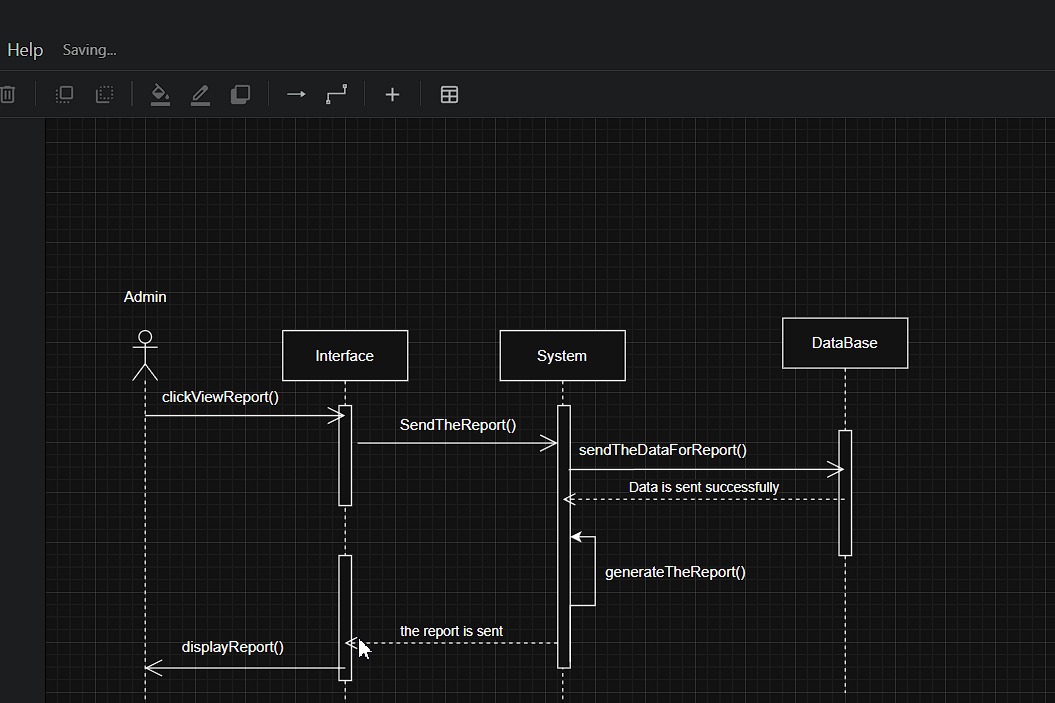 Help Saving...
Admin
Interface
System
DataBase
clickViewReport()
SendTheReport()
sendTheDataForReport()
Data is sent successfully
generateTheReport()
the report is sent
displayReport()